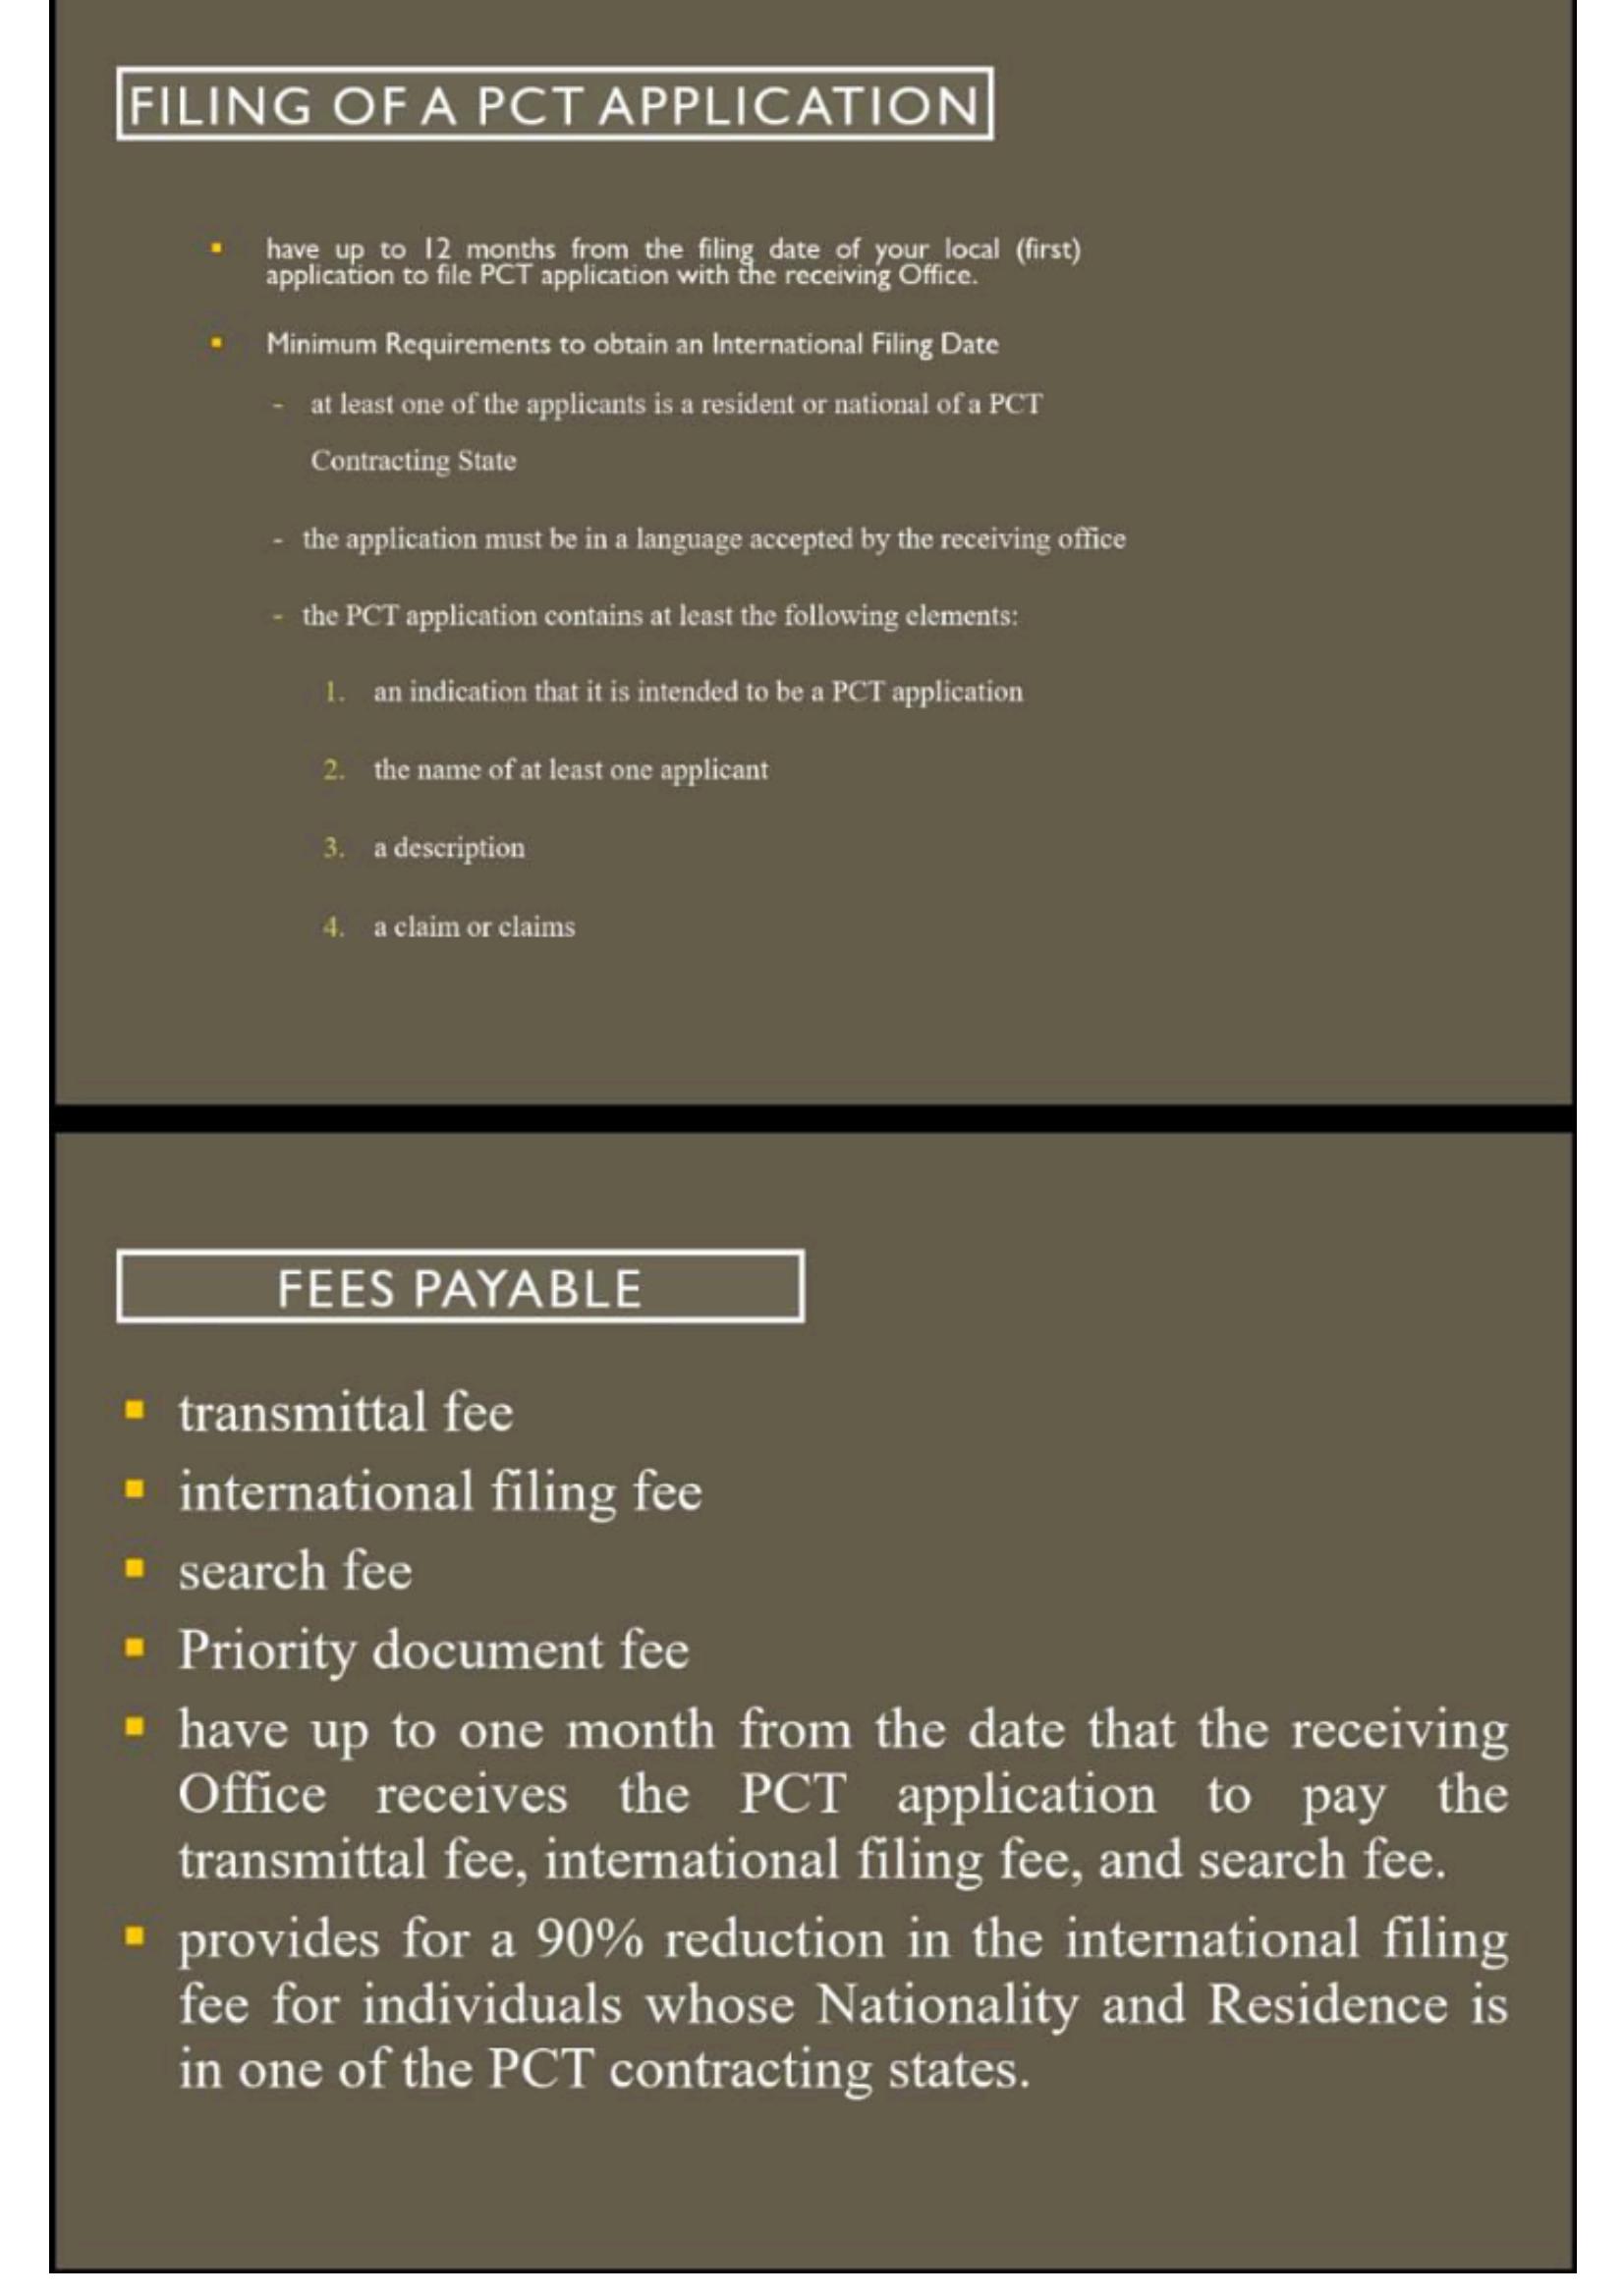 FILING OF A PCT APPLICATION
▪ have up to 12 months from the filing date of your local (first)
application to file PCT application with the receiving Office.
▪ Minimum Requirements to obtain an International Filing Date
- at least one of the applicants is a resident or national of a PCT
Contracting State
- the application must be in a language accepted by the receiving office
- the PCT application contains at least the following elements:
1. an indication that it is intended to be a PCT application
2. the name of at least one applicant
3. a description
4. a claim or claims
FEES PAYABLE
▪ transmittal fee
▪ international filing fee
▪ search fee
▪ Priority document fee
▪ have up to one month from the date that the receiving
Office receives the PCT application to pay the
transmittal fee, international filing fee, and search fee.
▪ provides for a 90% reduction in the international filing
fee for individuals whose Nationality and Residence is
in one of the PCT contracting states.